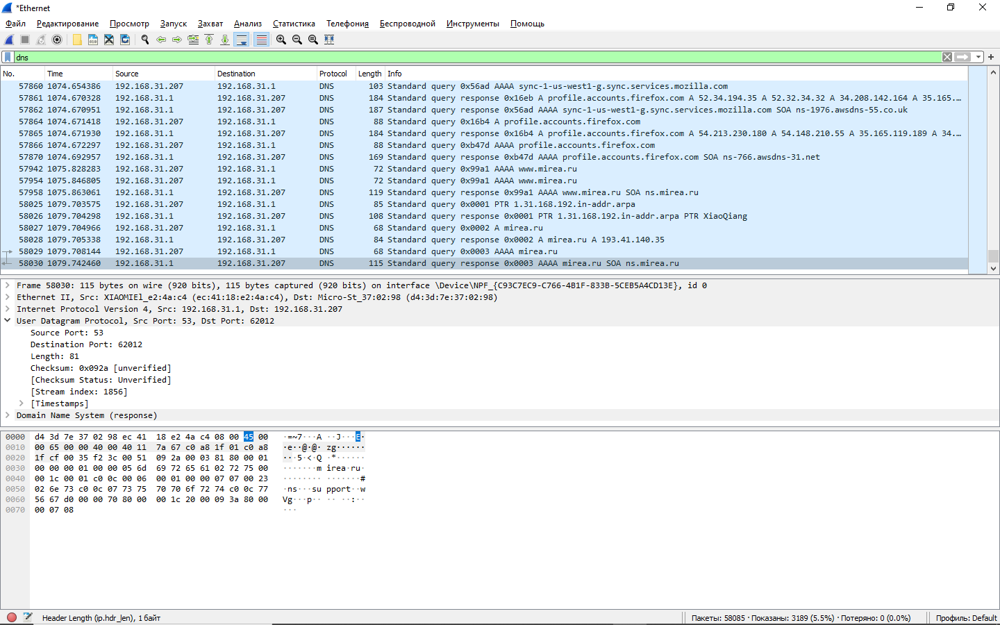 *Ethernet
Файл Редактирование Просмотр Запуск Захват Анализ Статистика Телефония Беспроводной Инструменты Помощь
dns
No. Time Source Destination Protocol Length Info
57860 1074.654386 192.168.31.207 192.168.31.1 DNS 103 Standard query 0x56ad AAAA sync-1-us-west1-g.sync.services.mozilla.com
57861 1074.670328 192.168.31.1 192.168.31.207 DNS 184 Standard query response 0x16eb A profile.accounts.firefox.com A 52.34.194.35 A 52.32.34.32 A 34.208.142.164 A 35.165.…
57862 1074.670951 192.168.31.1 192.168.31.207 DNS 187 Standard query response 0x56ad AAAA sync-1-us-west1-g.sync.services.mozilla.com SOA ns-1976.awsdns-55.co.uk
57864 1074.671418 192.168.31.207 192.168.31.1 DNS 88 Standard query 0x16b4 A profile.accounts.firefox.com
57865 1074.671930 192.168.31.1 192.168.31.207 DNS 184 Standard query response 0x16b4 A profile.accounts.firefox.com A 54.213.230.180 A 54.148.210.55 A 35.165.119.189 A 34.…
57866 1074.672297 192.168.31.207 192.168.31.1 DNS 88 Standard query 0xb47d AAAA profile.accounts.firefox.com
57870 1074.692957 192.168.31.1 192.168.31.207 DNS 169 Standard query response 0xb47d AAAA profile.accounts.firefox.com SOA ns-766.awsdns-31.net
57942 1075.828283 192.168.31.207 192.168.31.1 DNS 72 Standard query 0x99a1 AAAA www.mirea.ru
57954 1075.846805 192.168.31.207 192.168.31.1 DNS 72 Standard query 0x99a1 AAAA www.mirea.ru
57958 1075.863061 192.168.31.1 192.168.31.207 DNS 119 Standard query response 0x99a1 AAAA www.mirea.ru SOA ns.mirea.ru
58025 1079.703575 192.168.31.207 192.168.31.1 DNS 85 Standard query 0x0001 PTR 1.31.168.192.in-addr.arpa
58026 1079.704298 192.168.31.1 192.168.31.207 DNS 108 Standard query response 0x0001 PTR 1.31.168.192.in-addr.arpa PTR XiaoQiang
58027 1079.704966 192.168.31.207 192.168.31.1 DNS 68 Standard query 0x0002 A mirea.ru
58028 1079.705338 192.168.31.1 192.168.31.207 DNS 84 Standard query response 0x0002 A mirea.ru A 193.41.140.35
58029 1079.708144 192.168.31.207 192.168.31.1 DNS 68 Standard query 0x0003 AAAA mirea.ru
58030 1079.742460 192.168.31.1 192.168.31.207 DNS 115 Standard query response 0x0003 AAAA mirea.ru SOA ns.mirea.ru
Frame 58030: 115 bytes on wire (920 bits), 115 bytes captured (920 bits) on interface \Device\NPF_{C93C7EC9-C766-4B1F-833B-5CEB5A4CD13E}, id 0
Ethernet II, Src: XIAOMIEl_e2:4a:c4 (ec:41:18:e2:4a:c4), Dst: Micro-St_37:02:98 (d4:3d:7e:37:02:98)
Internet Protocol Version 4, Src: 192.168.31.1, Dst: 192.168.31.207
User Datagram Protocol, Src Port: 53, Dst Port: 62012
Source Port: 53
Destination Port: 62012
Length: 81
Checksum: 0x092a [unverified]
[Checksum Status: Unverified]
[Stream index: 1856]
[Timestamps]
Domain Name System (response)
0000 d4 3d 7e 37 02 98 ec 41 18 e2 4a c4 08 00 45 00 ·=~7···A ··J···E·
0010 00 65 00 00 40 00 40 11 7a 67 c0 a8 1f 01 c0 a8 ·e··@·@· zg······
0020 1f cf 00 35 f2 3c 00 51 09 2a 00 03 81 80 00 01 ···5·<·Q ·*······
0030 00 00 00 01 00 00 05 6d 69 72 65 61 02 72 75 00 ·······m irea·ru·
0040 00 1c 00 01 c0 0c 00 06 00 01 00 00 07 07 00 23 ········ ·······#
0050 02 6e 73 c0 0c 07 73 75 70 70 6f 72 74 c0 0c 77 ·ns···su pport··w
0060 56 67 d0 00 00 70 80 00 00 1c 20 00 09 3a 80 00 Vg···p·· ·· ··:··
0070 00 07 08 ···
Header Length (ip.hdr_len), 1 байт Пакеты: 58085 · Показаны: 3189 (5.5%) · Потеряно: 0 (0.0%) Профиль: Default